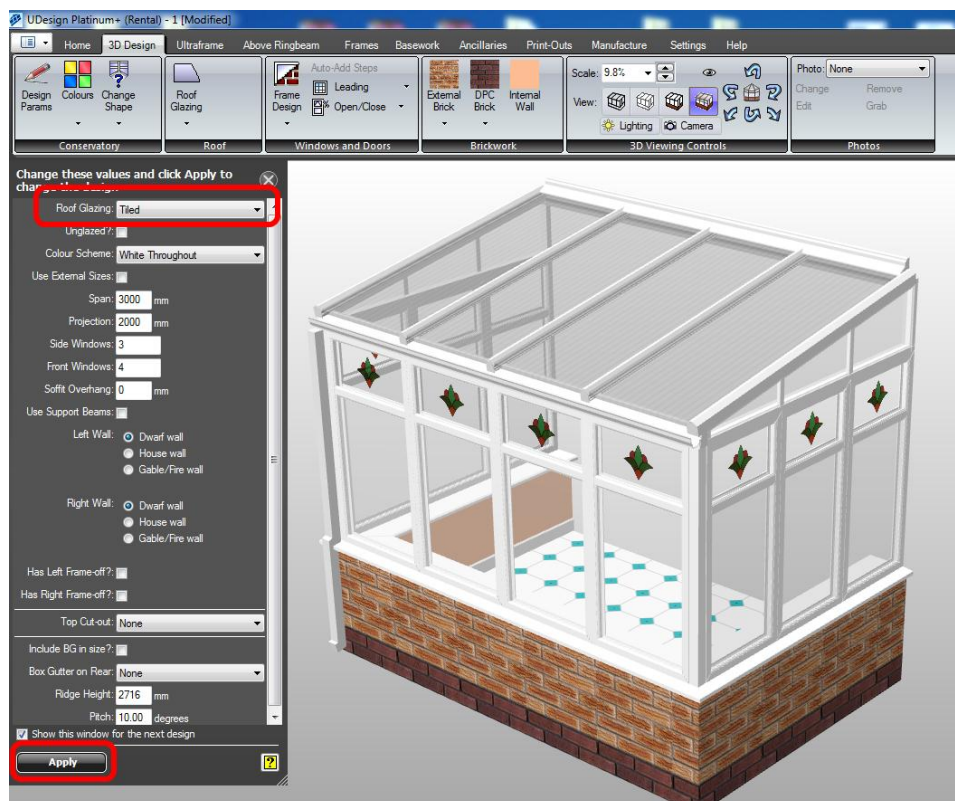 UDesign Platinum+ (Rental) - 1 [Modified]
Home 3D Design Ultraframe Above Ringbeam Frames Basework Ancillaries Print-Outs Manufacture Settings Help
Design Params
Colours
Change Shape
Conservatory
Roof Glazing
Roof
Frame Design
Auto-Add Steps
Leading
Open/Close
Windows and Doors
External Brick
DPC Brick
Internal Wall
Brickwork
Scale: 9.8%
View:
Lighting Camera
3D Viewing Controls
Photo: None
Change Remove
Edit Grab
Photos
Change these values and click Apply to
change the design
Roof Glazing: Tiled
Unglazed?:
Colour Scheme: White Throughout
Use External Sizes:
Span: 3000 mm
Projection: 2000 mm
Side Windows: 3
Front Windows: 4
Soffit Overhang: 0 mm
Use Support Beams:
Left Wall: Dwarf wall
House wall
Gable/Fire wall
Right Wall: Dwarf wall
House wall
Gable/Fire wall
Has Left Frame-off?:
Has Right Frame-off?:
Top Cut-out: None
Include BG in size?:
Box Gutter on Rear: None
Ridge Height: 2716 mm
Pitch: 10.00 degrees
Show this window for the next design
Apply
?